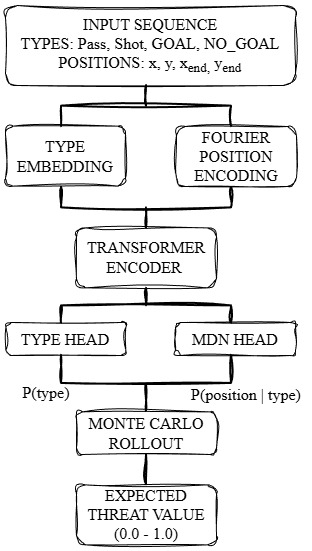 INPUT SEQUENCE
TYPES: Pass, Shot, GOAL, NO_GOAL
POSITIONS: x, y, xend, yend
TYPE
EMBEDDING
FOURIER
POSITION
ENCODING
TRANSFORMER
ENCODER
TYPE HEAD
MDN HEAD
P(type)
P(position | type)
MONTE CARLO
ROLLOUT
EXPECTED
THREAT VALUE
(0.0 - 1.0)